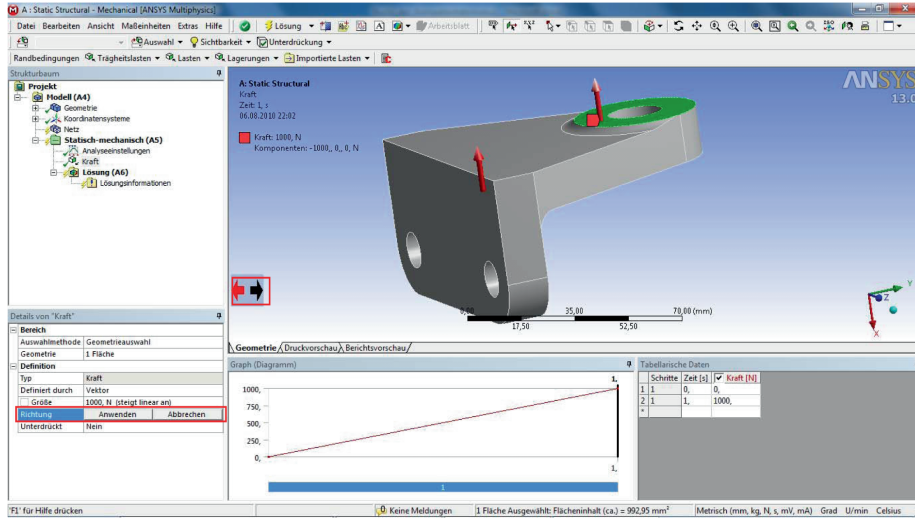 A : Static Structural - Mechanical [ANSYS Multiphysics]
Datei Bearbeiten Ansicht Maßeinheiten Extras Hilfe Lösung Arbeitsblatt
Auswahl Sichtbarkeit Unterdrückung
Randbedingungen Trägheitslasten Lasten Lagerungen Importierte Lasten
Strukturbaum
Projekt
Modell (A4)
Geometrie
Koordinatensysteme
Netz
Statisch-mechanisch (A5)
Analyseeinstellungen
Kraft
Lösung (A6)
Lösungsinformationen
A: Static Structural
Kraft
Zeit: 1, s
06.08.2010 22:02
Kraft: 1000, N
Komponenten: -1000,, 0,, 0, N
ANSYS
13.0
Y
Z
X
0,00 35,00 70,00 (mm)
17,50 52,50
Geometrie Druckvorschau Berichtsvorschau
Details von "Kraft"
Bereich
Auswahlmethode Geometrieauswahl
Geometrie 1 Fläche
Definition
Typ Kraft
Definiert durch Vektor
Größe 1000, N (steigt linear an)
Richtung Anwenden Abbrechen
Unterdrückt Nein
Graph (Diagramm)
1,
1000,
750,
500,
250,
0,
1,
1
Tabellarische Daten
Schritte Zeit [s] Kraft [N]
1 1 0, 0,
2 1 1, 1000,
*
'F1' für Hilfe drücken 0 Keine Meldungen 1 Fläche Ausgewählt: Flächeninhalt (ca.) = 992,95 mm² Metrisch (mm, kg, N, s, mV, mA) Grad U/min Celsius